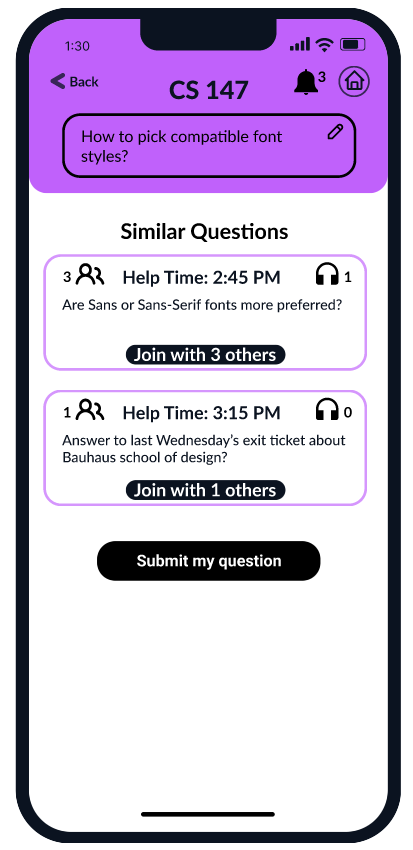 1:30
Back
CS 147
3
How to pick compatible font
styles?
Similar Questions
3 Help Time: 2:45 PM 1
Are Sans or Sans-Serif fonts more preferred?
Join with 3 others
1 Help Time: 3:15 PM 0
Answer to last Wednesday's exit ticket about
Bauhaus school of design?
Join with 1 others
Submit my question